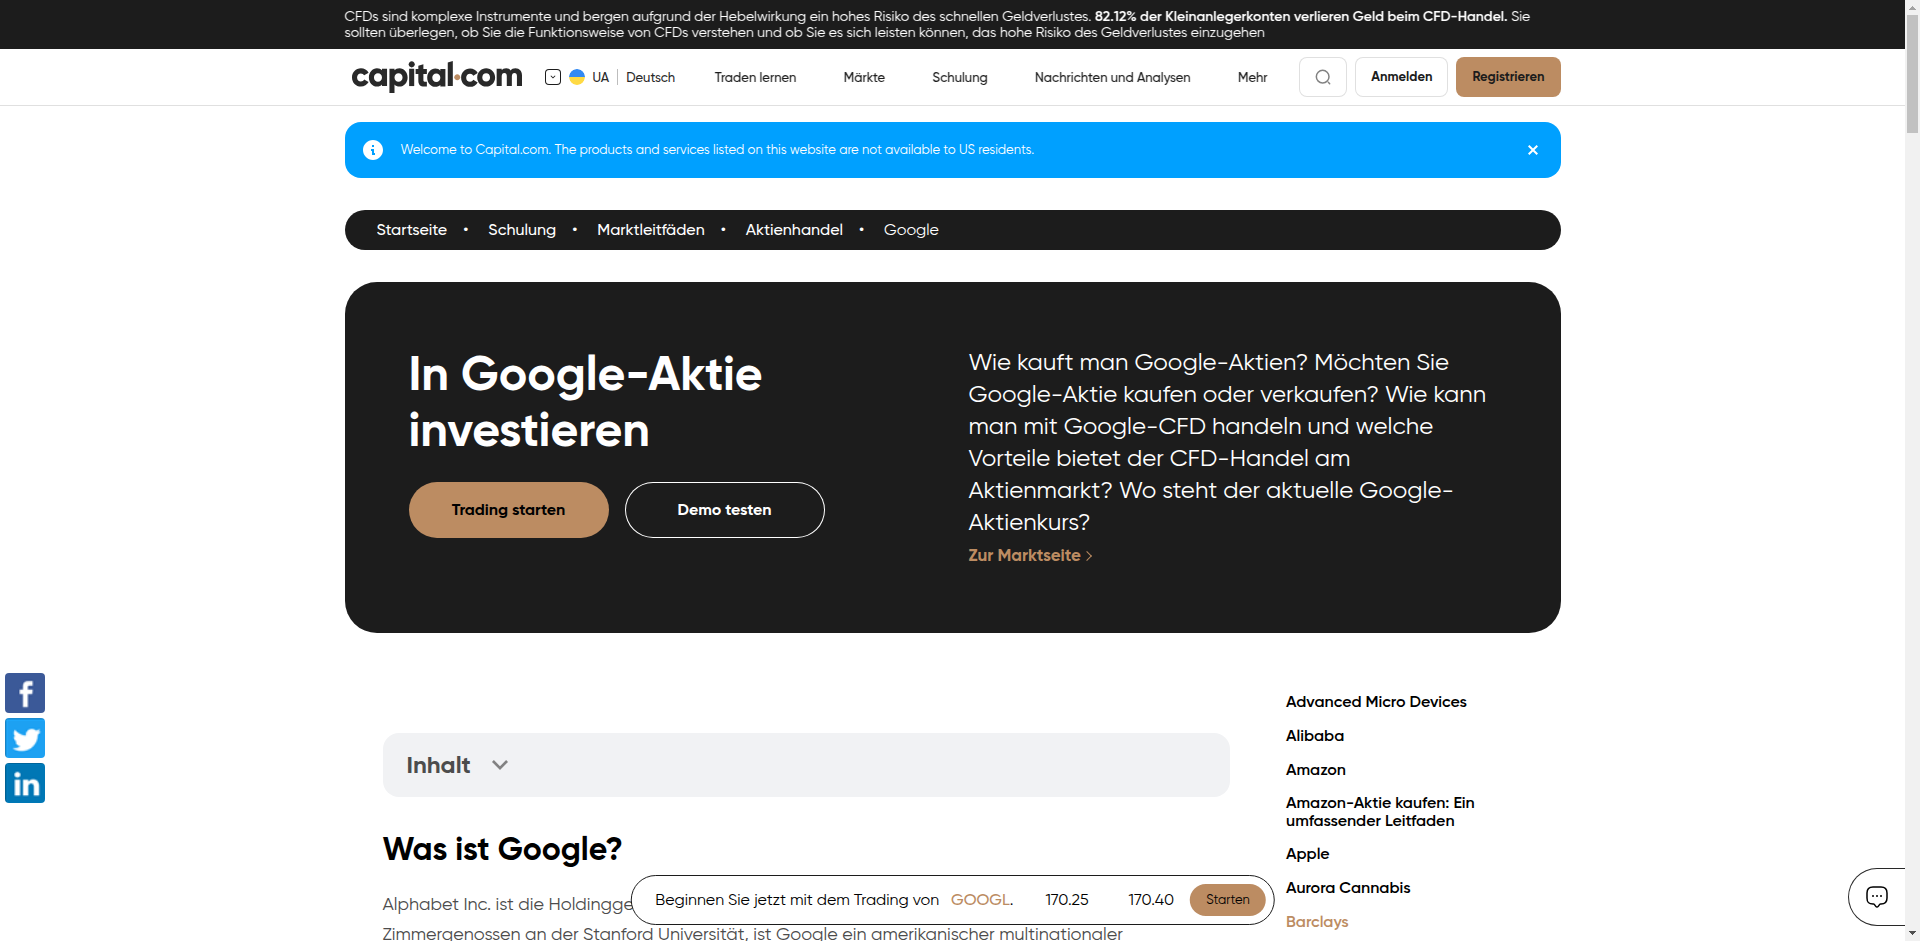 CFDs sind komplexe Instrumente und bergen aufgrund der Hebelwirkung ein hohes Risiko des schnellen Geldverlustes. 82.12% der Kleinanlegerkonten verlieren Geld beim CFD-Handel. Sie
sollten überlegen, ob Sie die Funktionsweise von CFDs verstehen und ob Sie es sich leisten können, das hohe Risiko des Geldverlustes einzugehen
capital.com
UA
Deutsch
Traden lernen
Märkte
Schulung
Nachrichten und Analysen
Mehr
Anmelden
Registrieren
Welcome to Capital.com. The products and services listed on this website are not available to US residents.
Startseite • Schulung • Marktleitfäden • Aktienhandel • Google
In Google-Aktie
investieren
Trading starten
Demo testen
Wie kauft man Google-Aktien? Möchten Sie
Google-Aktie kaufen oder verkaufen? Wie kann
man mit Google-CFD handeln und welche
Vorteile bietet der CFD-Handel am
Aktienmarkt? Wo steht der aktuelle Google-
Aktienkurs?
Zur Marktseite
Inhalt
Was ist Google?
Alphabet Inc. ist die Holdingge
Zimmergenossen an der Stanford Universität, ist Google ein amerikanischer multinationaler
Beginnen Sie jetzt mit dem Trading von GOOGL. 170.25 170.40 Starten
Advanced Micro Devices
Alibaba
Amazon
Amazon-Aktie kaufen: Ein
umfassender Leitfaden
Apple
Aurora Cannabis
Barclays